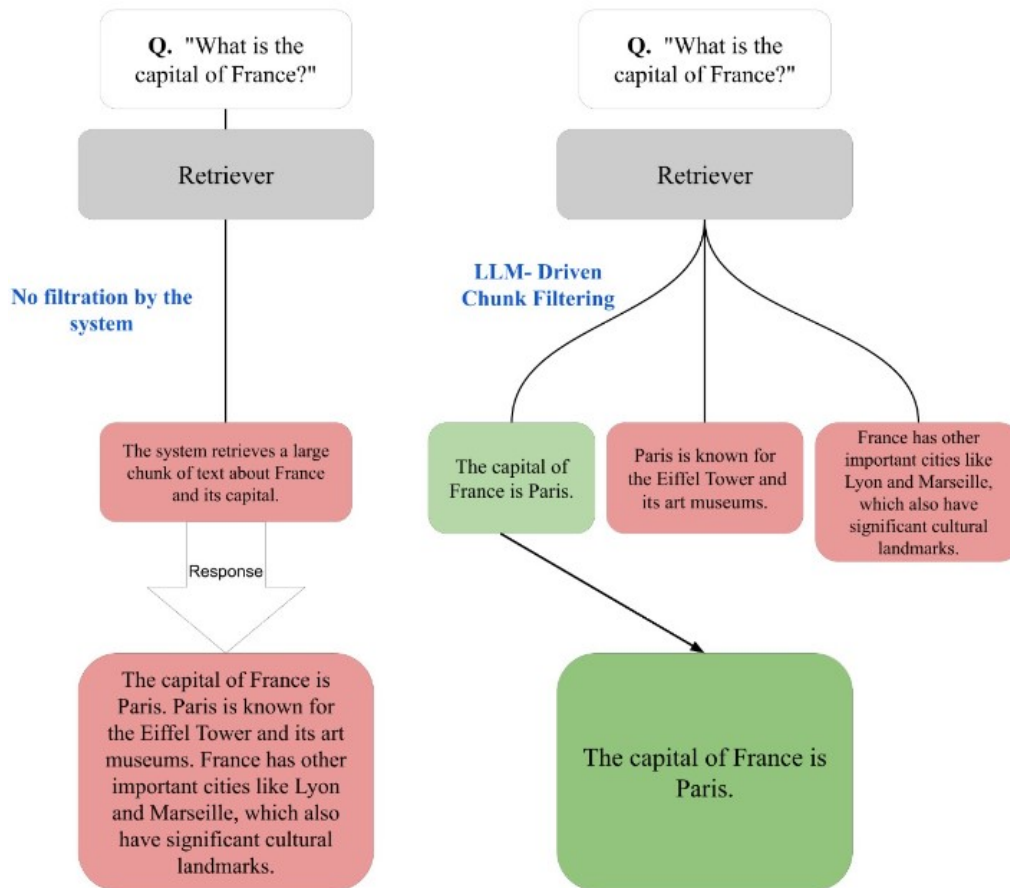 Q. "What is the
capital of France?"
Retriever
No filtration by the
system
The system retrieves a large
chunk of text about France
and its capital.
Response
The capital of France is
Paris. Paris is known for
the Eiffel Tower and its art
museums. France has other
important cities like Lyon
and Marseille, which also
have significant cultural
landmarks.
Q. "What is the
capital of France?"
Retriever
LLM- Driven
Chunk Filtering
The capital of
France is Paris.
Paris is known for
the Eiffel Tower and
its art museums.
France has other
important cities like
Lyon and Marseille,
which also have
significant cultural
landmarks.
The capital of France is
Paris.